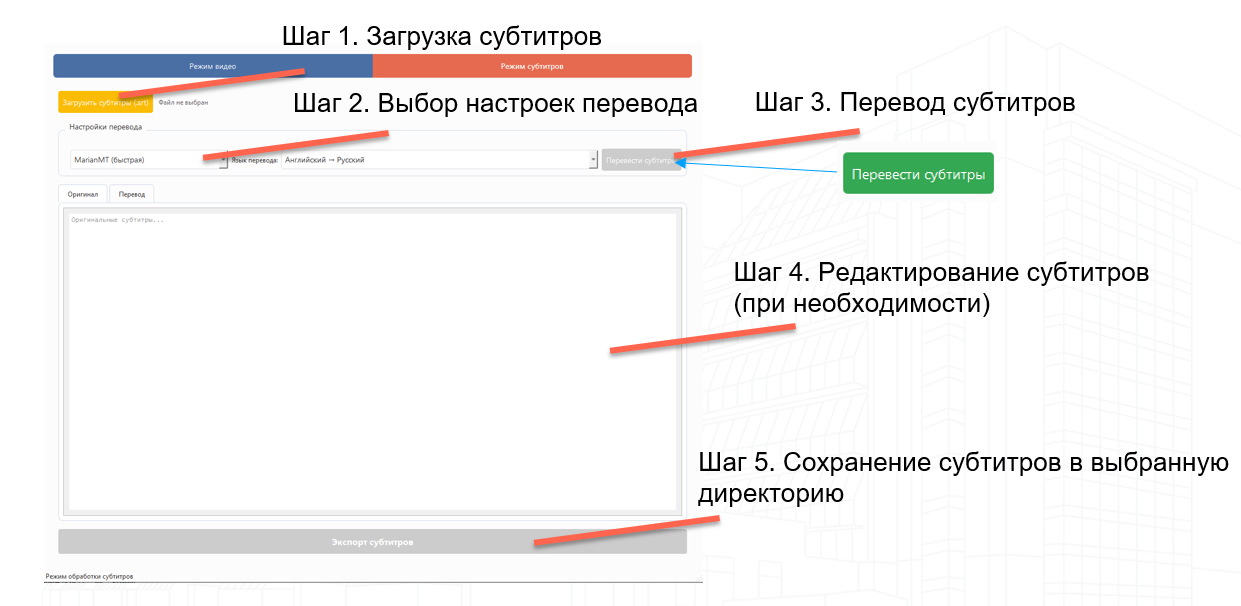 Шаг 1. Загрузка субтитров
Режим видео
Режим субтитров
Загрузить субтитры (.srt)
Файл не выбран
Шаг 2. Выбор настроек перевода
Шаг 3. Перевод субтитров
Настройки перевода
MarianMT (быстрая)
Язык перевода:
Английский → Русский
Перевести субтитры
Перевести субтитры
Оригинал
Перевод
Оригинальные субтитры...
Шаг 4. Редактирование субтитров
(при необходимости)
Шаг 5. Сохранение субтитров в выбранную
директорию
Экспорт субтитров
Режим обработки субтитров